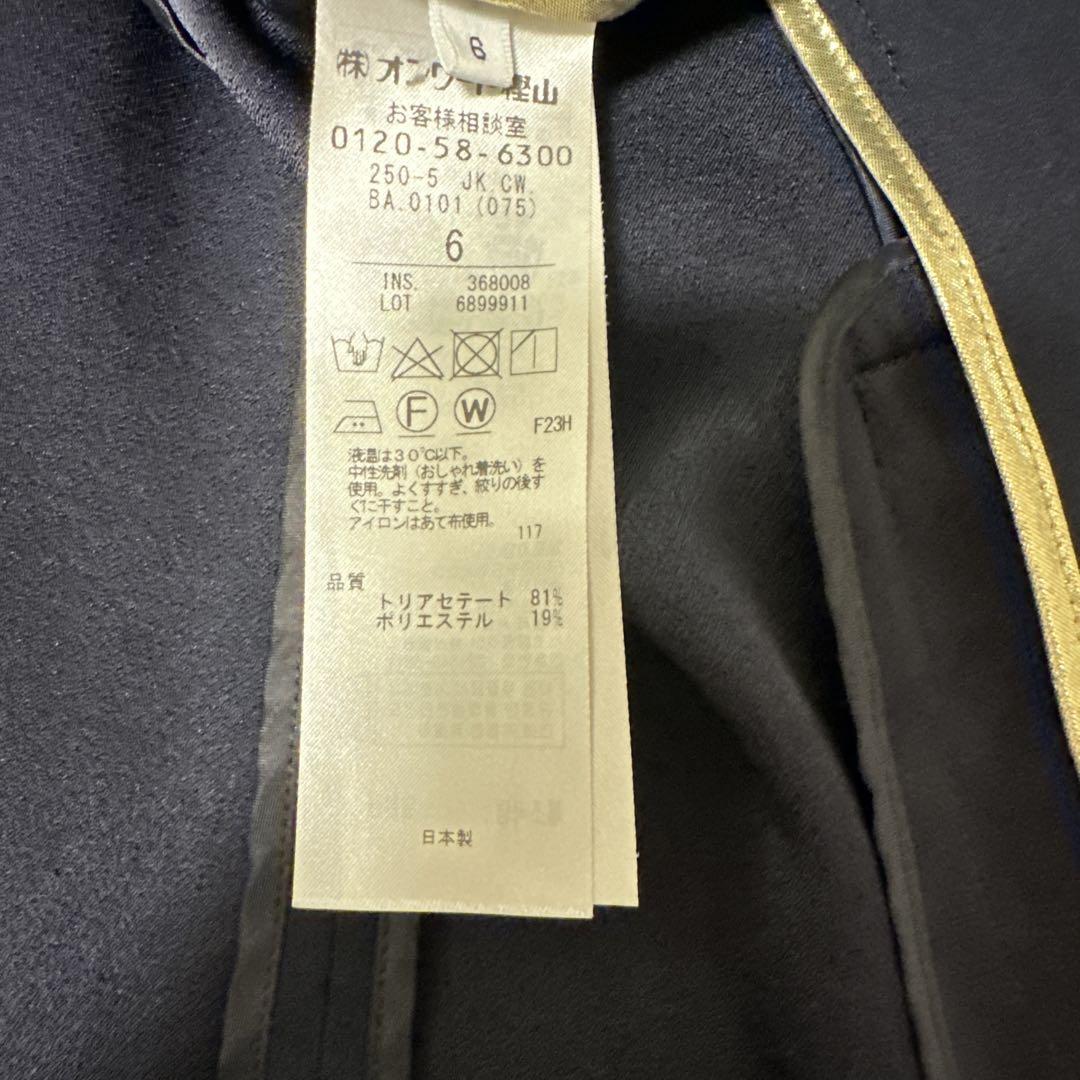 6
㈱オンワード樫山
お客様相談室
0120-58-6300
250-5 JK.CW.
BA.0101(075)
6
INS. 368008
LOT 6899911
F W
F23H
液温は30℃以下。
中性洗剤（おしゃれ着洗い）を
使用。よくすすぎ、絞りの後す
ぐに干すこと。
アイロンはあて布使用。
117
品質
トリアセテート 81%
ポリエステル 19%
日本製